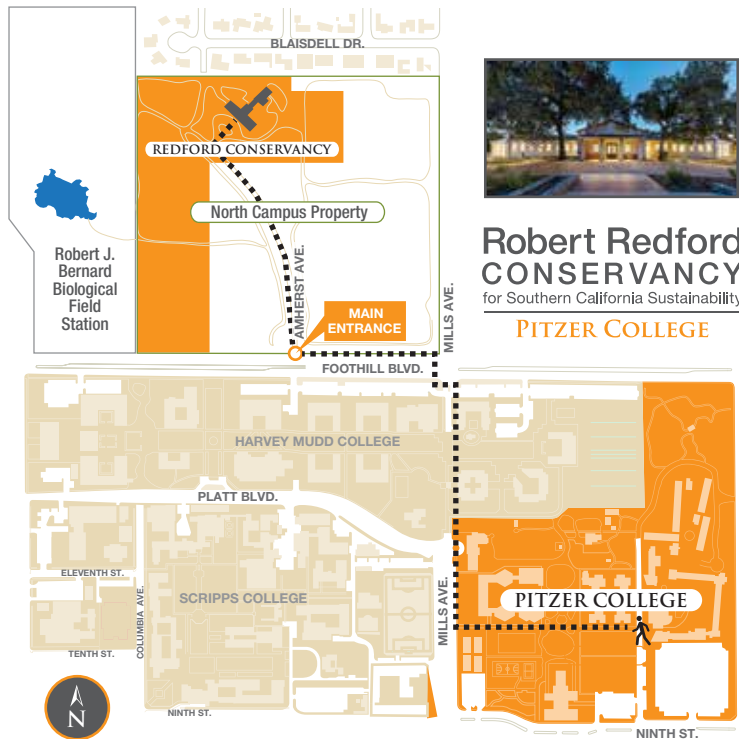 BLAISDELL DR.
REDFORD CONSERVANCY
North Campus Property
Robert J.
Bernard
Biological
Field
Station
AMHERST AVE.
MILLS AVE.
MAIN
ENTRANCE
FOOTHILL BLVD.
Robert Redford
CONSERVANCY
for Southern California Sustainability
PITZER COLLEGE
HARVEY MUDD COLLEGE
PLATT BLVD.
ELEVENTH ST.
COLUMBIA AVE.
SCRIPPS COLLEGE
MILLS AVE.
PITZER COLLEGE
TENTH ST.
N
NINTH ST.
NINTH ST.